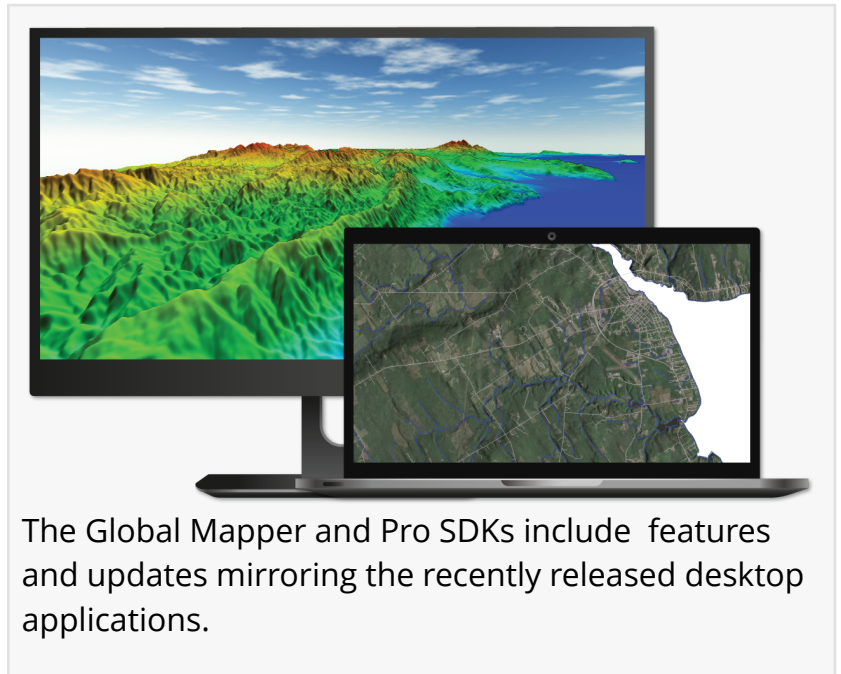 The Global Mapper and Pro SDKs include  features
and updates mirroring the recently released desktop
applications.